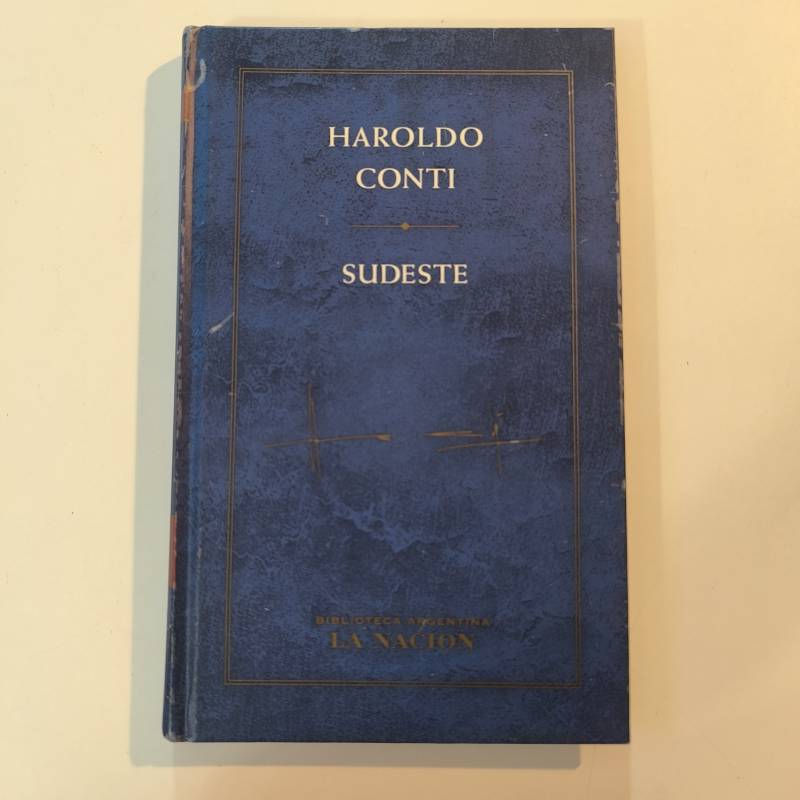 HAROLDO
CONTI
SUDESTE
BIBLIOTECA ARGENTINA
LA NACION